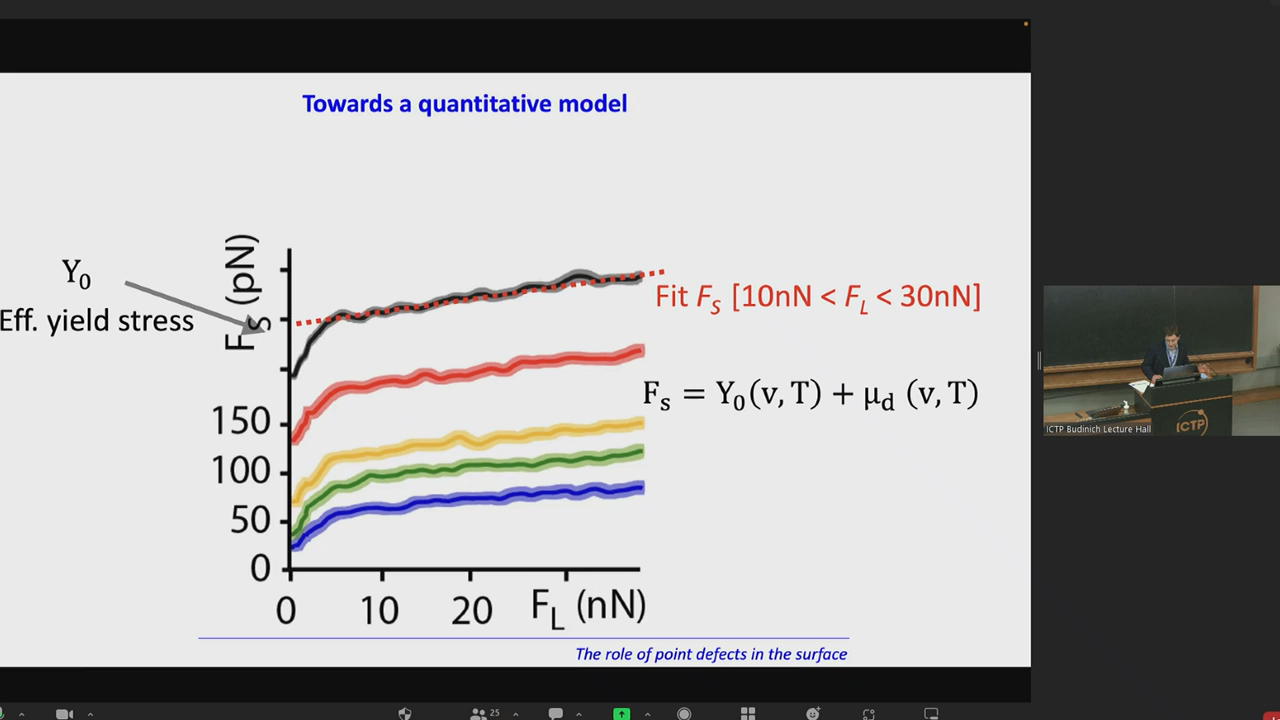 Towards a quantitative model
Y₀
Eff. yield stress
F_S (pN)
150
100
50
0
0 10 20 F_L (nN)
Fit F_S [10nN < F_L < 30nN]
F_s = Y₀(v, T) + μ_d (v, T)
The role of point defects in the surface
ICTP
ICTP Budinich Lecture Hall
25